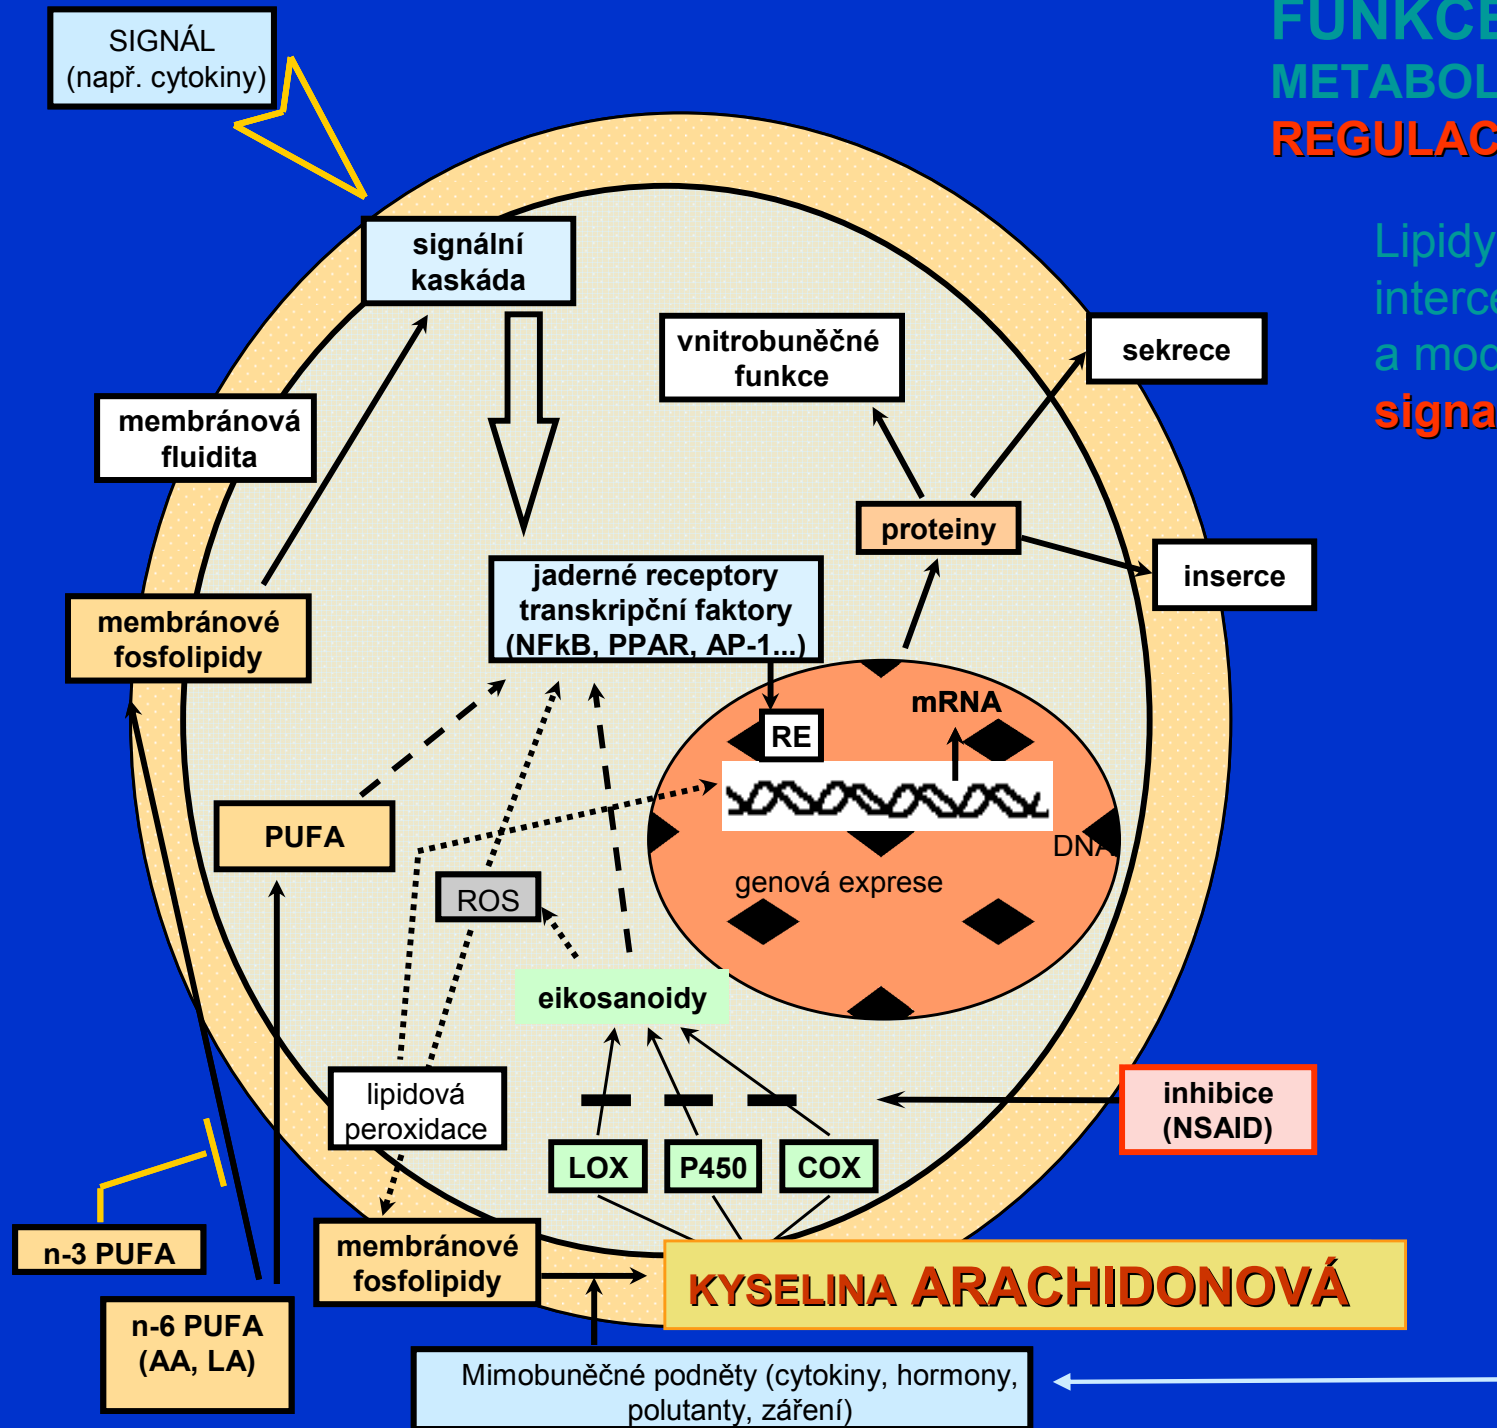 SIGNÁL
(např. cytokiny)
FUNKCE
METABOL
REGULAC
Lipidy
interce
a mod
signa
signální
kaskáda
vnitrobuněčné
funkce
sekrece
membránová
fluidita
proteiny
inserce
jaderné receptory
transkripční faktory
(NFkB, PPAR, AP-1...)
membránové
fosfolipidy
mRNA
RE
PUFA
DNA
genová exprese
ROS
eikosanoidy
lipidová
peroxidace
inhibice
(NSAID)
LOX
P450
COX
n-3 PUFA
membránové
fosfolipidy
KYSELINA ARACHIDONOVÁ
n-6 PUFA
(AA, LA)
Mimobuněčné podněty (cytokiny, hormony,
polutanty, záření)